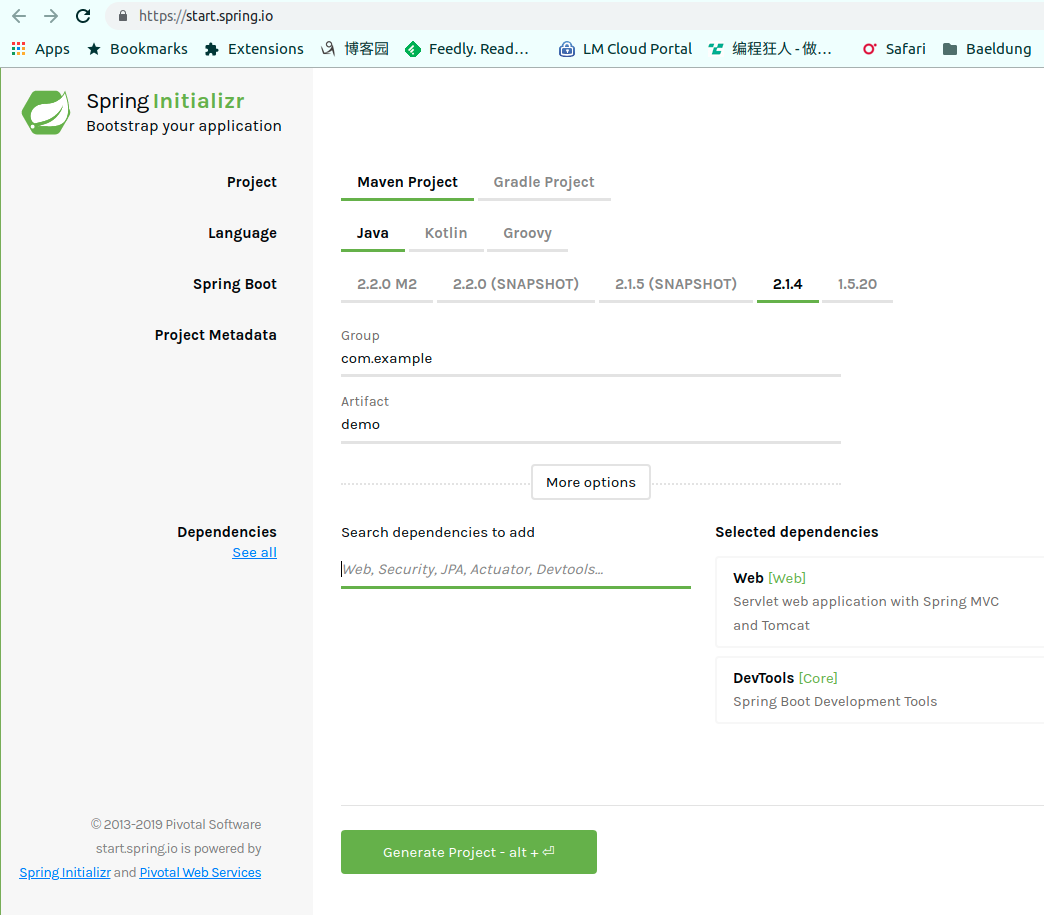 https://start.spring.io
Apps Bookmarks Extensions 博客园 Feedly. Read... LM Cloud Portal 编程狂人 - 做... Safari Baeldung
Spring Initializr
Bootstrap your application
Project Maven Project Gradle Project
Language Java Kotlin Groovy
Spring Boot 2.2.0 M2 2.2.0 (SNAPSHOT) 2.1.5 (SNAPSHOT) 2.1.4 1.5.20
Project Metadata Group
com.example
Artifact
demo
More options
Dependencies Search dependencies to add Selected dependencies
See all
Web, Security, JPA, Actuator, Devtools...
Web [Web]
Servlet web application with Spring MVC
and Tomcat
DevTools [Core]
Spring Boot Development Tools
© 2013-2019 Pivotal Software
start.spring.io is powered by
Spring Initializr and Pivotal Web Services
Generate Project - alt + ⏎